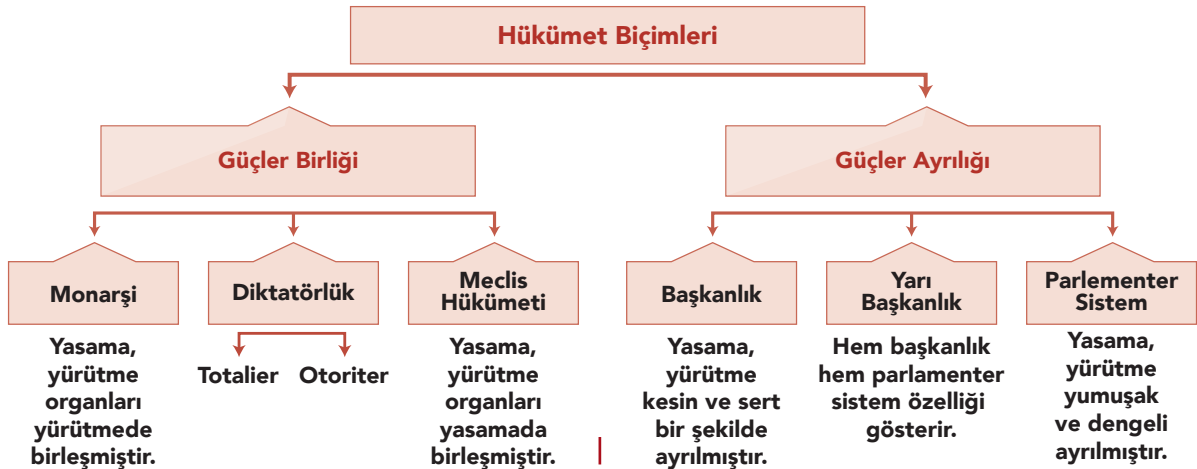 Hükümet Biçimleri
Güçler Birliği
Güçler Ayrılığı
Monarşi
Diktatörlük
Meclis
Hükümeti
Başkanlık
Yarı
Başkanlık
Parlementer
Sistem
Yasama,
yürütme
organları
yürütmede
birleşmiştir.
Totalier
Otoriter
Yasama,
yürütme
organları
yasamada
birleşmiştir.
Yasama,
yürütme
kesin ve sert
bir şekilde
ayrılmıştır.
Hem başkanlık
hem parlamenter
sistem özelliği
gösterir.
Yasama,
yürütme
yumuşak
ve dengeli
ayrılmıştır.